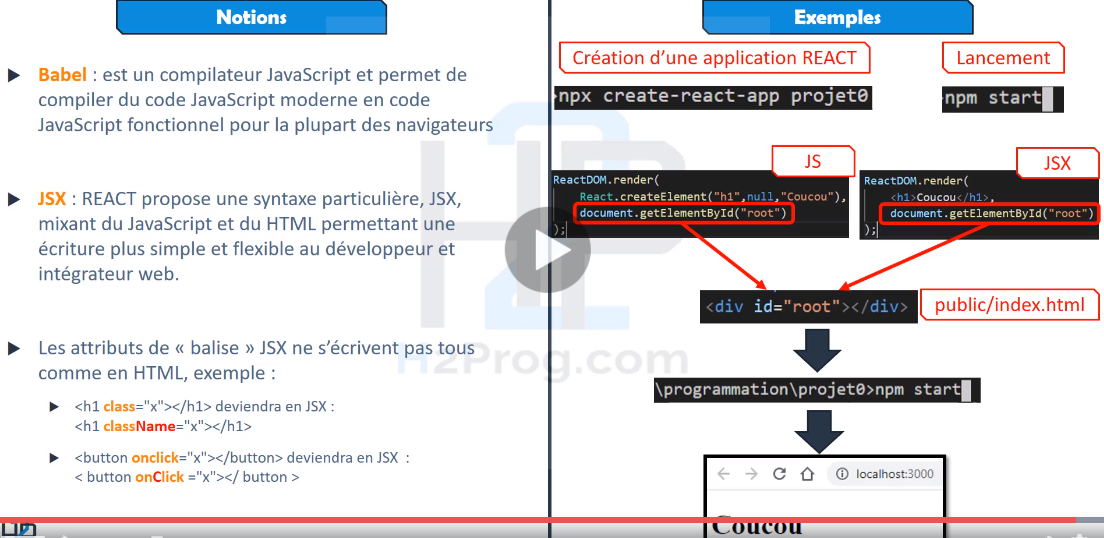 Notions
Babel : est un compilateur JavaScript et permet de
compiler du code JavaScript moderne en code
JavaScript fonctionnel pour la plupart des navigateurs
JSX : REACT propose une syntaxe particulière, JSX,
mixant du JavaScript et du HTML permettant une
écriture plus simple et flexible au développeur et
intégrateur web.
Les attributs de « balise » JSX ne s’écrivent pas tous
comme en HTML, exemple :
<h1 class="x"></h1> deviendra en JSX :
<h1 className="x"></h1>
<button onclick="x"></button> deviendra en JSX :
< button onClick ="x"></ button >
Exemples
Création d’une application REACT
Lancement
npx create-react-app projet0
npm start
JS
JSX
ReactDOM.render(
React.createElement("h1",null,"Coucou"),
document.getElementById("root")
);
ReactDOM.render(
<h1>Coucou</h1>,
document.getElementById("root")
);
<div id="root"></div>
public/index.html
\programmation\projet0>npm start
localhost:3000
Coucou
H2Prog.com